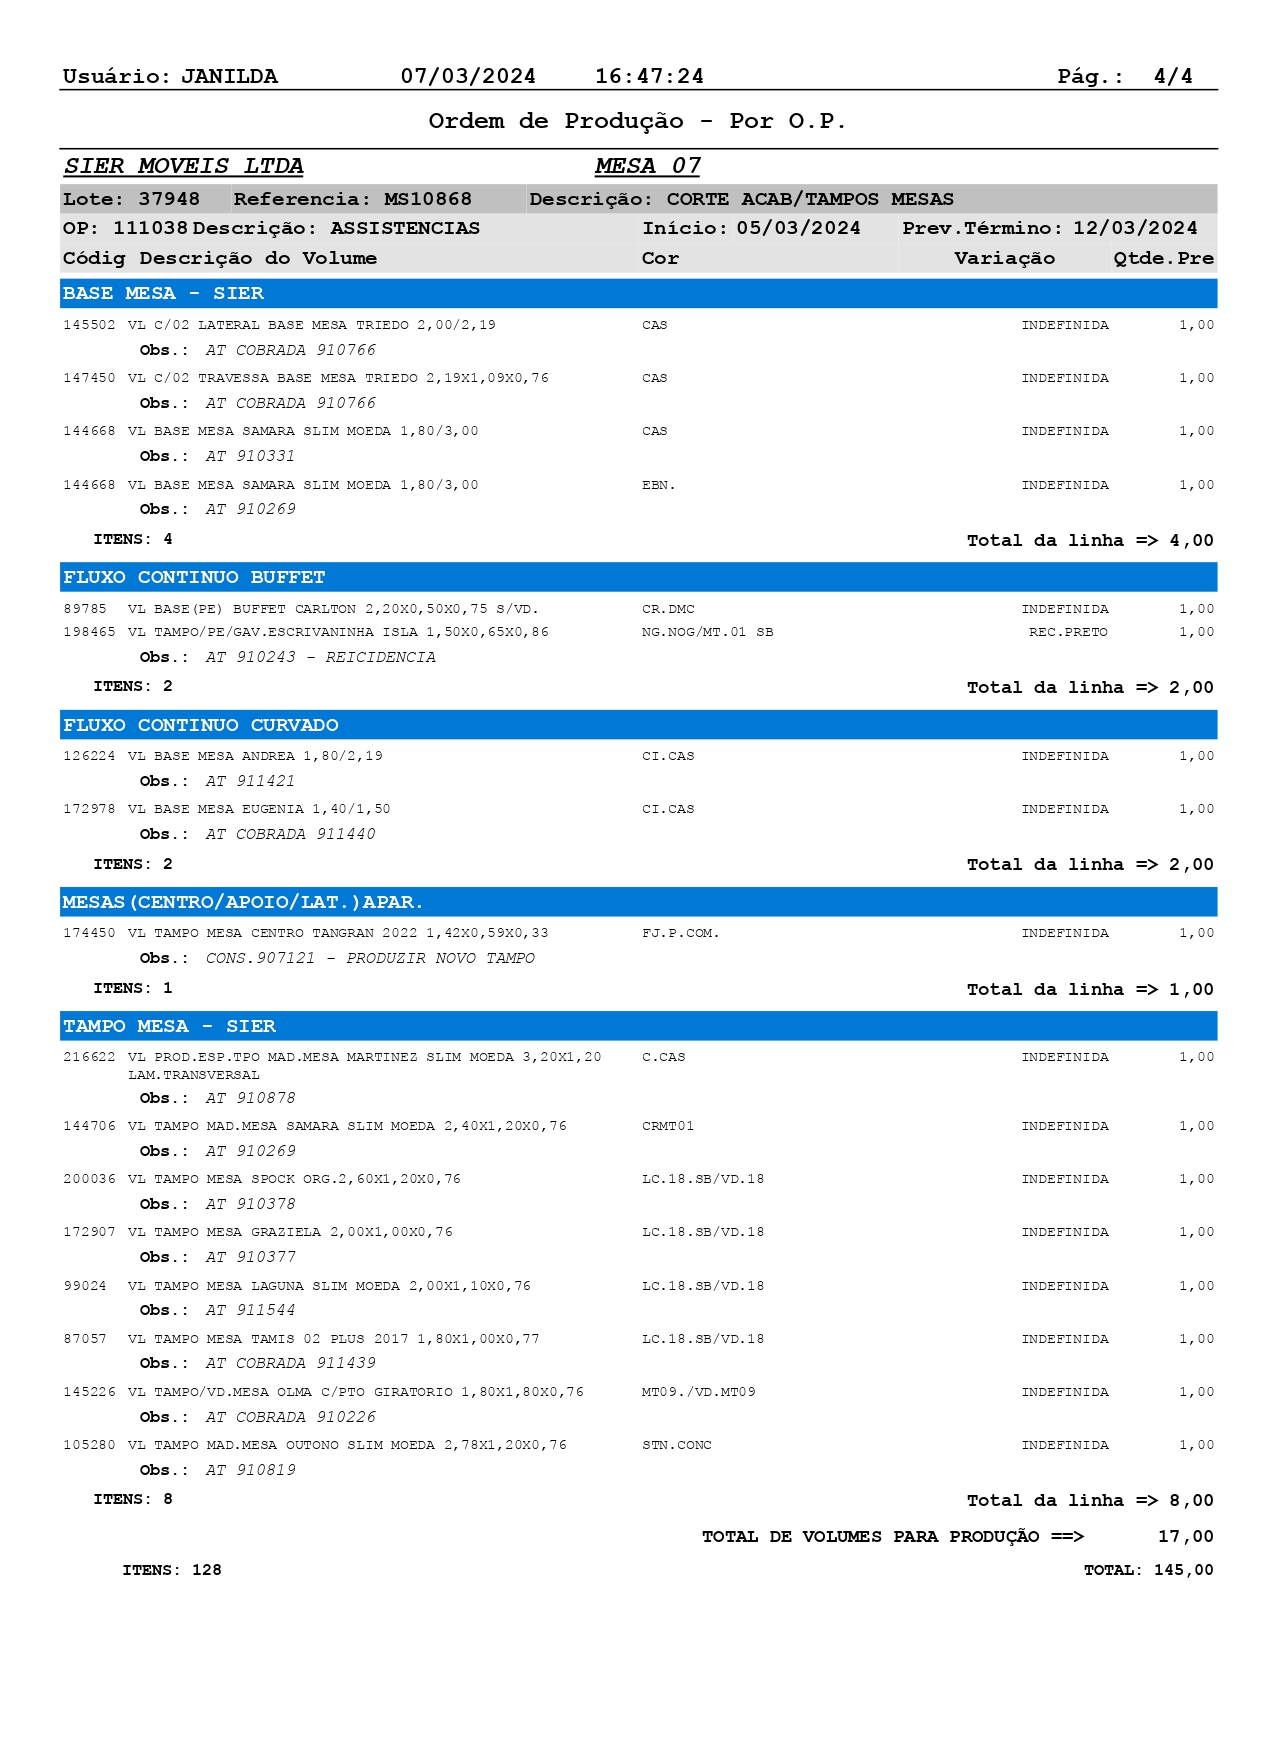 Usuário: JANILDA 07/03/2024 16:47:24 Pág.: 4/4
Ordem de Produção - Por O.P.
SIER MOVEIS LTDA MESA 07
Lote: 37948 Referencia: MS10868 Descrição: CORTE ACAB/TAMPOS MESAS
OP: 111038 Descrição: ASSISTENCIAS Início: 05/03/2024 Prev.Término: 12/03/2024
Códig Descrição do Volume Cor Variação Qtde.Pre
BASE MESA - SIER
145502 VL C/02 LATERAL BASE MESA TRIEDO 2,00/2,19 CAS INDEFINIDA 1,00
Obs.: AT COBRADA 910766
147450 VL C/02 TRAVESSA BASE MESA TRIEDO 2,19X1,09X0,76 CAS INDEFINIDA 1,00
Obs.: AT COBRADA 910766
144668 VL BASE MESA SAMARA SLIM MOEDA 1,80/3,00 CAS INDEFINIDA 1,00
Obs.: AT 910331
144668 VL BASE MESA SAMARA SLIM MOEDA 1,80/3,00 EBN. INDEFINIDA 1,00
Obs.: AT 910269
ITENS: 4 Total da linha => 4,00
FLUXO CONTINUO BUFFET
89785 VL BASE(PE) BUFFET CARLTON 2,20X0,50X0,75 S/VD. CR.DMC INDEFINIDA 1,00
198465 VL TAMPO/PE/GAV.ESCRIVANINHA ISLA 1,50X0,65X0,86 NG.NOG/MT.01 SB REC.PRETO 1,00
Obs.: AT 910243 - REICIDENCIA
ITENS: 2 Total da linha => 2,00
FLUXO CONTINUO CURVADO
126224 VL BASE MESA ANDREA 1,80/2,19 CI.CAS INDEFINIDA 1,00
Obs.: AT 911421
172978 VL BASE MESA EUGENIA 1,40/1,50 CI.CAS INDEFINIDA 1,00
Obs.: AT COBRADA 911440
ITENS: 2 Total da linha => 2,00
MESAS(CENTRO/APOIO/LAT.)APAR.
174450 VL TAMPO MESA CENTRO TANGRAN 2022 1,42X0,59X0,33 FJ.P.COM. INDEFINIDA 1,00
Obs.: CONS.907121 - PRODUZIR NOVO TAMPO
ITENS: 1 Total da linha => 1,00
TAMPO MESA - SIER
216622 VL PROD.ESP.TPO MAD.MESA MARTINEZ SLIM MOEDA 3,20X1,20 C.CAS INDEFINIDA 1,00
LAM.TRANSVERSAL
Obs.: AT 910878
144706 VL TAMPO MAD.MESA SAMARA SLIM MOEDA 2,40X1,20X0,76 CRMT01 INDEFINIDA 1,00
Obs.: AT 910269
200036 VL TAMPO MESA SPOCK ORG.2,60X1,20X0,76 LC.18.SB/VD.18 INDEFINIDA 1,00
Obs.: AT 910378
172907 VL TAMPO MESA GRAZIELA 2,00X1,00X0,76 LC.18.SB/VD.18 INDEFINIDA 1,00
Obs.: AT 910377
99024 VL TAMPO MESA LAGUNA SLIM MOEDA 2,00X1,10X0,76 LC.18.SB/VD.18 INDEFINIDA 1,00
Obs.: AT 911544
87057 VL TAMPO MESA TAMIS 02 PLUS 2017 1,80X1,00X0,77 LC.18.SB/VD.18 INDEFINIDA 1,00
Obs.: AT COBRADA 911439
145226 VL TAMPO/VD.MESA OLMA C/PTO GIRATORIO 1,80X1,80X0,76 MT09./VD.MT09 INDEFINIDA 1,00
Obs.: AT COBRADA 910226
105280 VL TAMPO MAD.MESA OUTONO SLIM MOEDA 2,78X1,20X0,76 STN.CONC INDEFINIDA 1,00
Obs.: AT 910819
ITENS: 8 Total da linha => 8,00
TOTAL DE VOLUMES PARA PRODUÇÃO ==> 17,00
ITENS: 128 TOTAL: 145,00